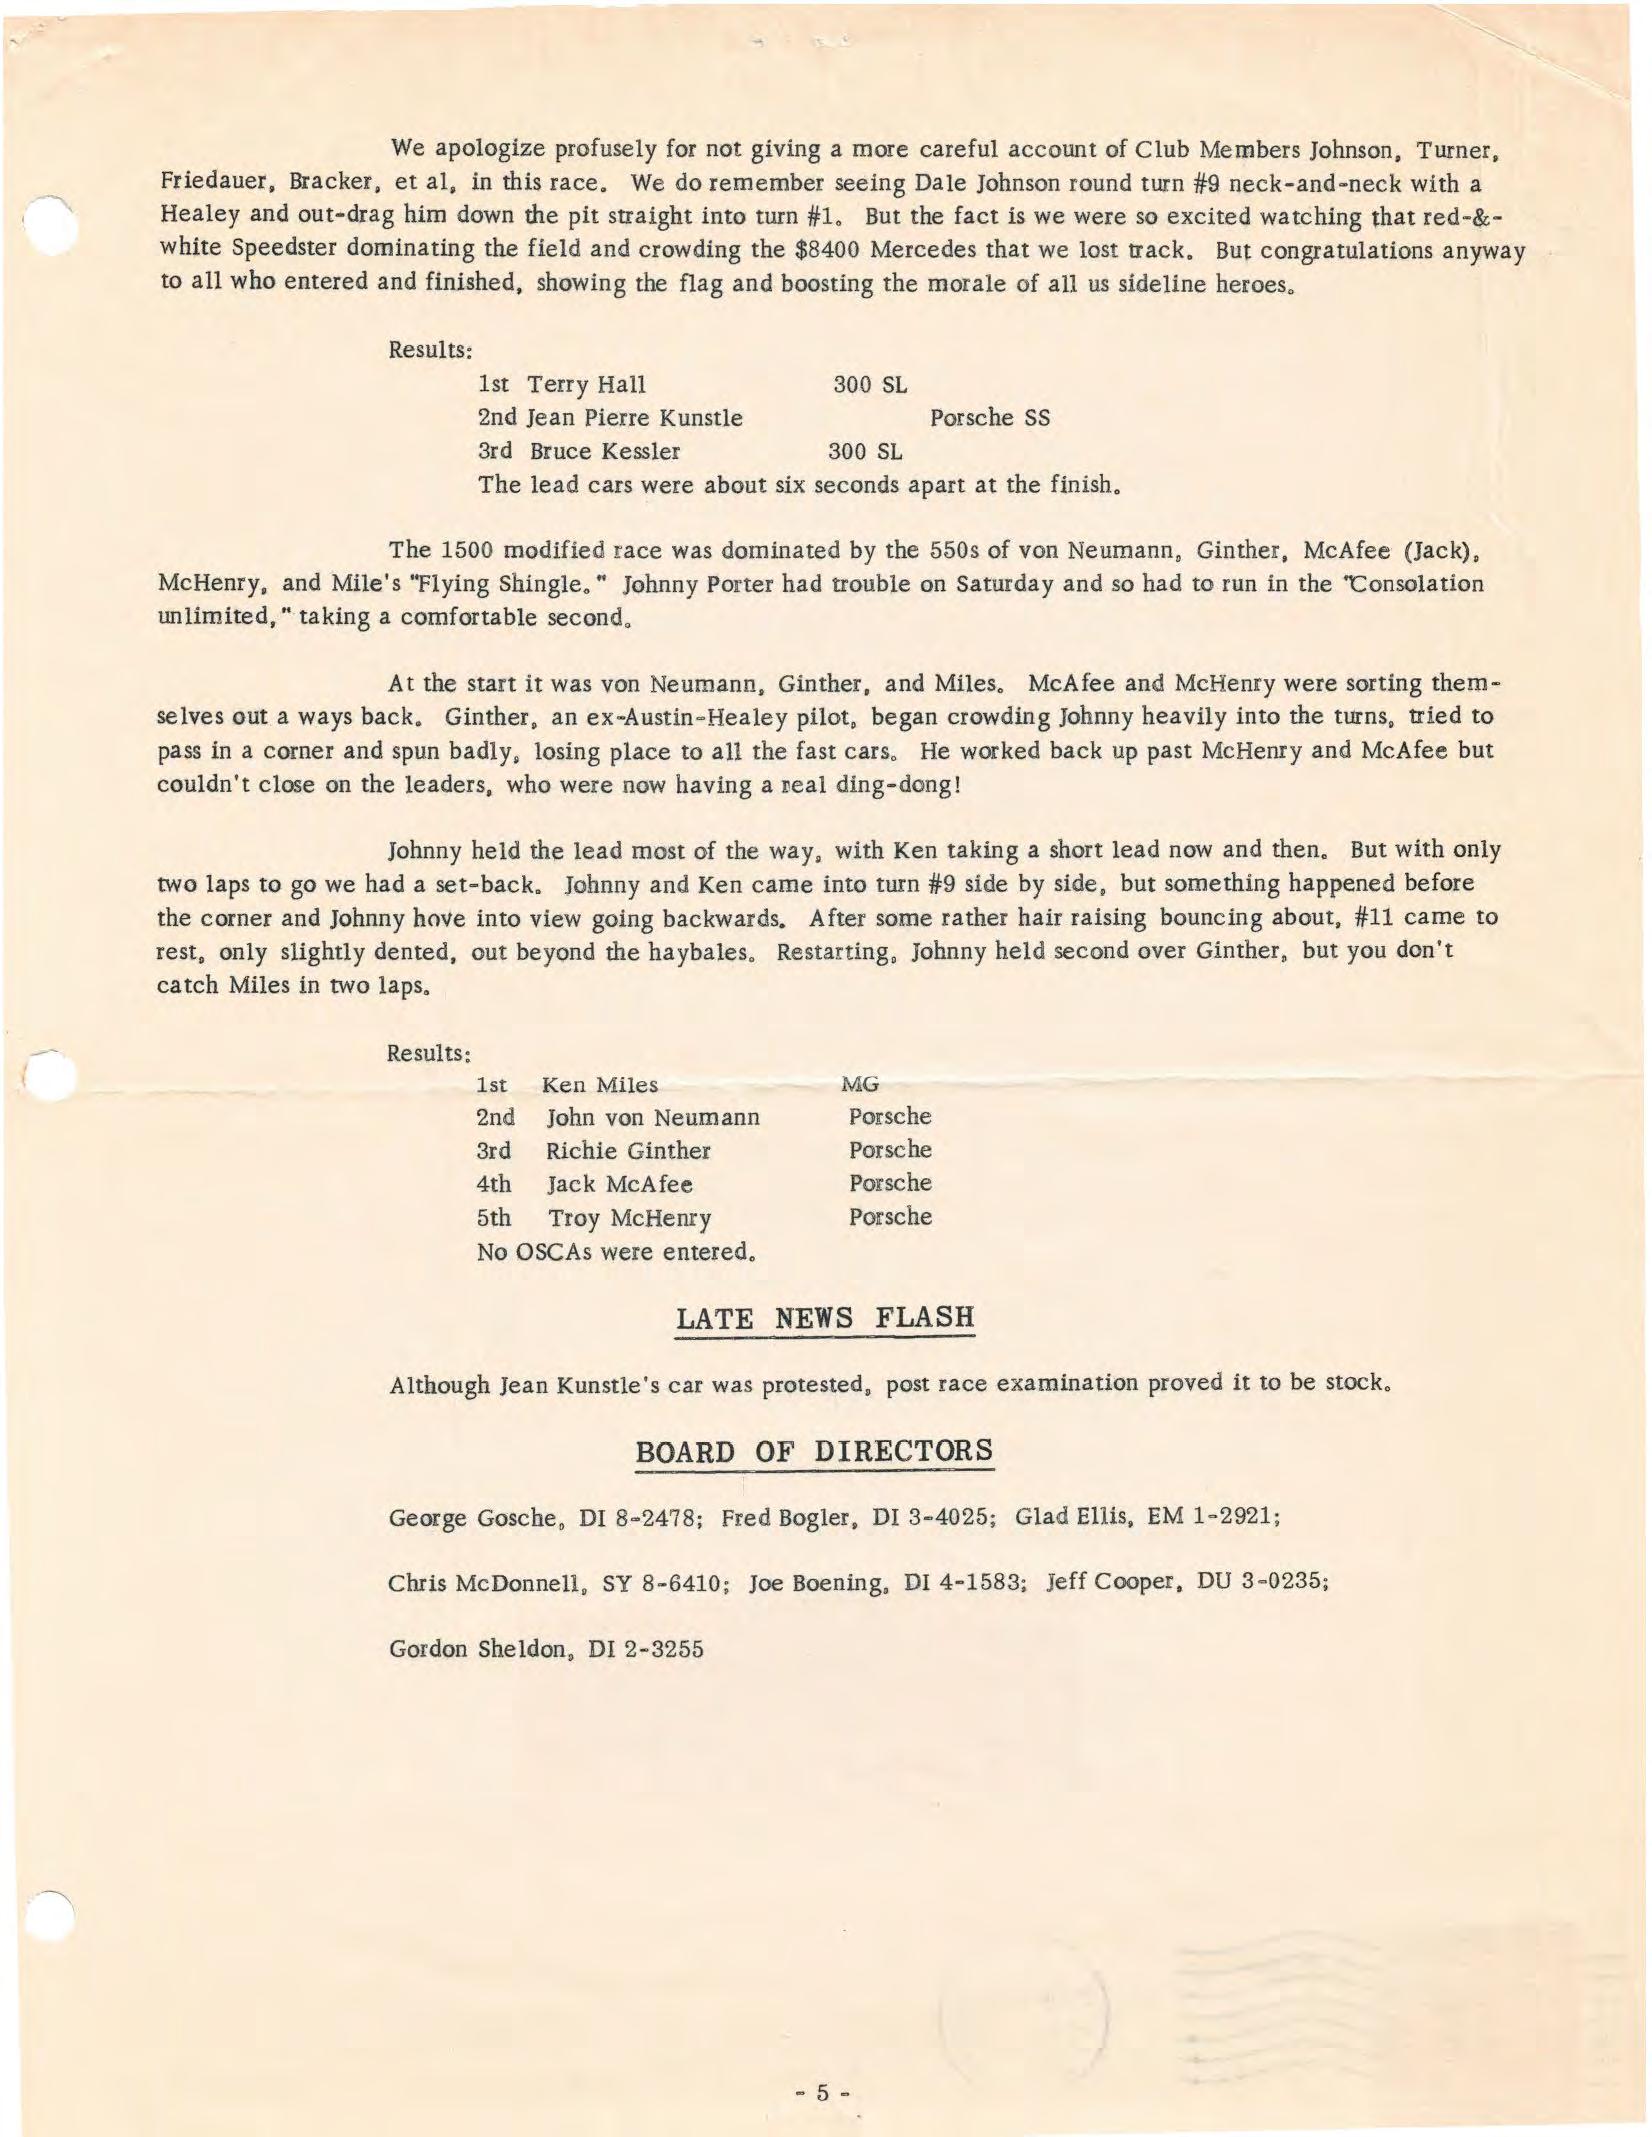 We apologize profusely for not giving a more careful account of Club Members Johnson, Turner,
Friedauer, Bracker, et al, in this race. We do remember seeing Dale Johnson round turn #9 neck-and-neck with a
Healey and out-drag him down the pit straight into turn #1. But the fact is we were so excited watching that red-&-
white Speedster dominating the field and crowding the $8400 Mercedes that we lost track. But congratulations anyway
to all who entered and finished, showing the flag and boosting the morale of all us sideline heroes.
Results:
1st Terry Hall 300 SL
2nd Jean Pierre Kunstle Porsche SS
3rd Bruce Kessler 300 SL
The lead cars were about six seconds apart at the finish.
The 1500 modified race was dominated by the 550s of von Neumann, Ginther, McAfee (Jack),
McHenry, and Mile's "Flying Shingle." Johnny Porter had trouble on Saturday and so had to run in the "Consolation
unlimited," taking a comfortable second.
At the start it was von Neumann, Ginther, and Miles. McAfee and McHenry were sorting them-
selves out a ways back. Ginther, an ex-Austin-Healey pilot, began crowding Johnny heavily into the turns, tried to
pass in a corner and spun badly, losing place to all the fast cars. He worked back up past McHenry and McAfee but
couldn't close on the leaders, who were now having a real ding-dong!
Johnny held the lead most of the way, with Ken taking a short lead now and then. But with only
two laps to go we had a set-back. Johnny and Ken came into turn #9 side by side, but something happened before
the corner and Johnny hove into view going backwards. After some rather hair raising bouncing about, #11 came to
rest, only slightly dented, out beyond the haybales. Restarting, Johnny held second over Ginther, but you don't
catch Miles in two laps.
Results:
1st Ken Miles MG
2nd John von Neumann Porsche
3rd Richie Ginther Porsche
4th Jack McAfee Porsche
5th Troy McHenry Porsche
No OSCAs were entered.
LATE NEWS FLASH
Although Jean Kunstle's car was protested, post race examination proved it to be stock.
BOARD OF DIRECTORS
George Gosche, DI 8-2478; Fred Bogler, DI 3-4025; Glad Ellis, EM 1-2921;
Chris McDonnell, SY 8-6410; Joe Boening, DI 4-1583; Jeff Cooper, DU 3-0235;
Gordon Sheldon, DI 2-3255
- 5 -